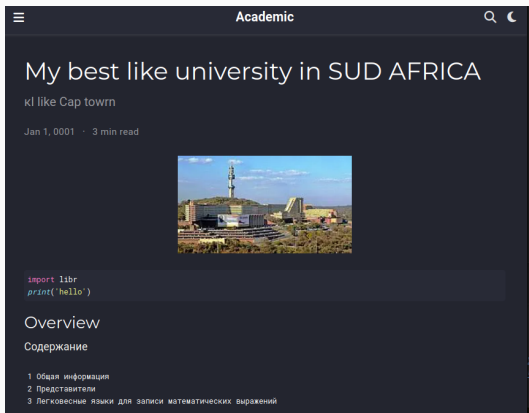 Academic
My best like university in SUD AFRICA
кl like Cap towrn
Jan 1, 0001 · 3 min read
import libr
print('hello')
Overview
Содержание
1 Общая информация
2 Представители
3 Легковесные языки для записи математических выражений